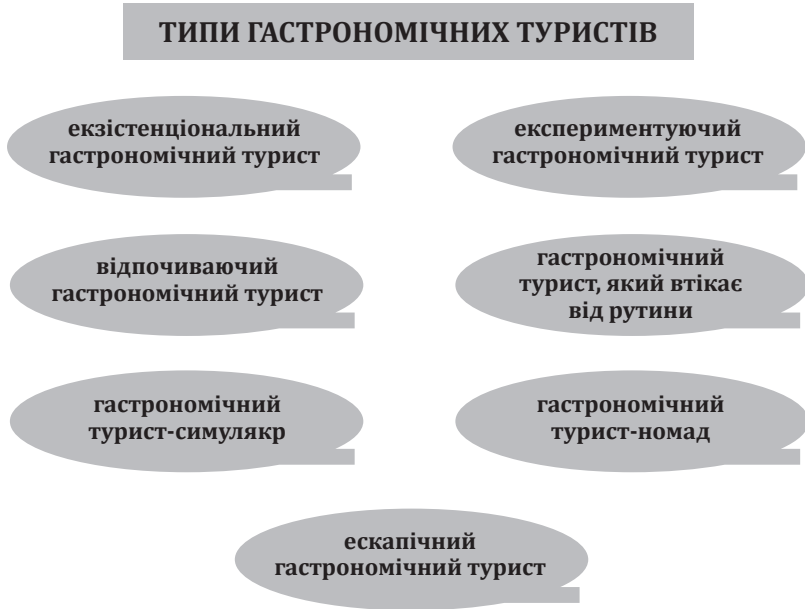 ТИПИ ГАСТРОНОМІЧНИХ ТУРИСТІВ
екзістенціональний
гастрономічний турист
експериментуючий
гастрономічний турист
відпочиваючий
гастрономічний турист
гастрономічний
турист, який втікає
від рутини
гастрономічний
турист-симулякр
гастрономічний
турист-номад
ескапічний
гастрономічний турист